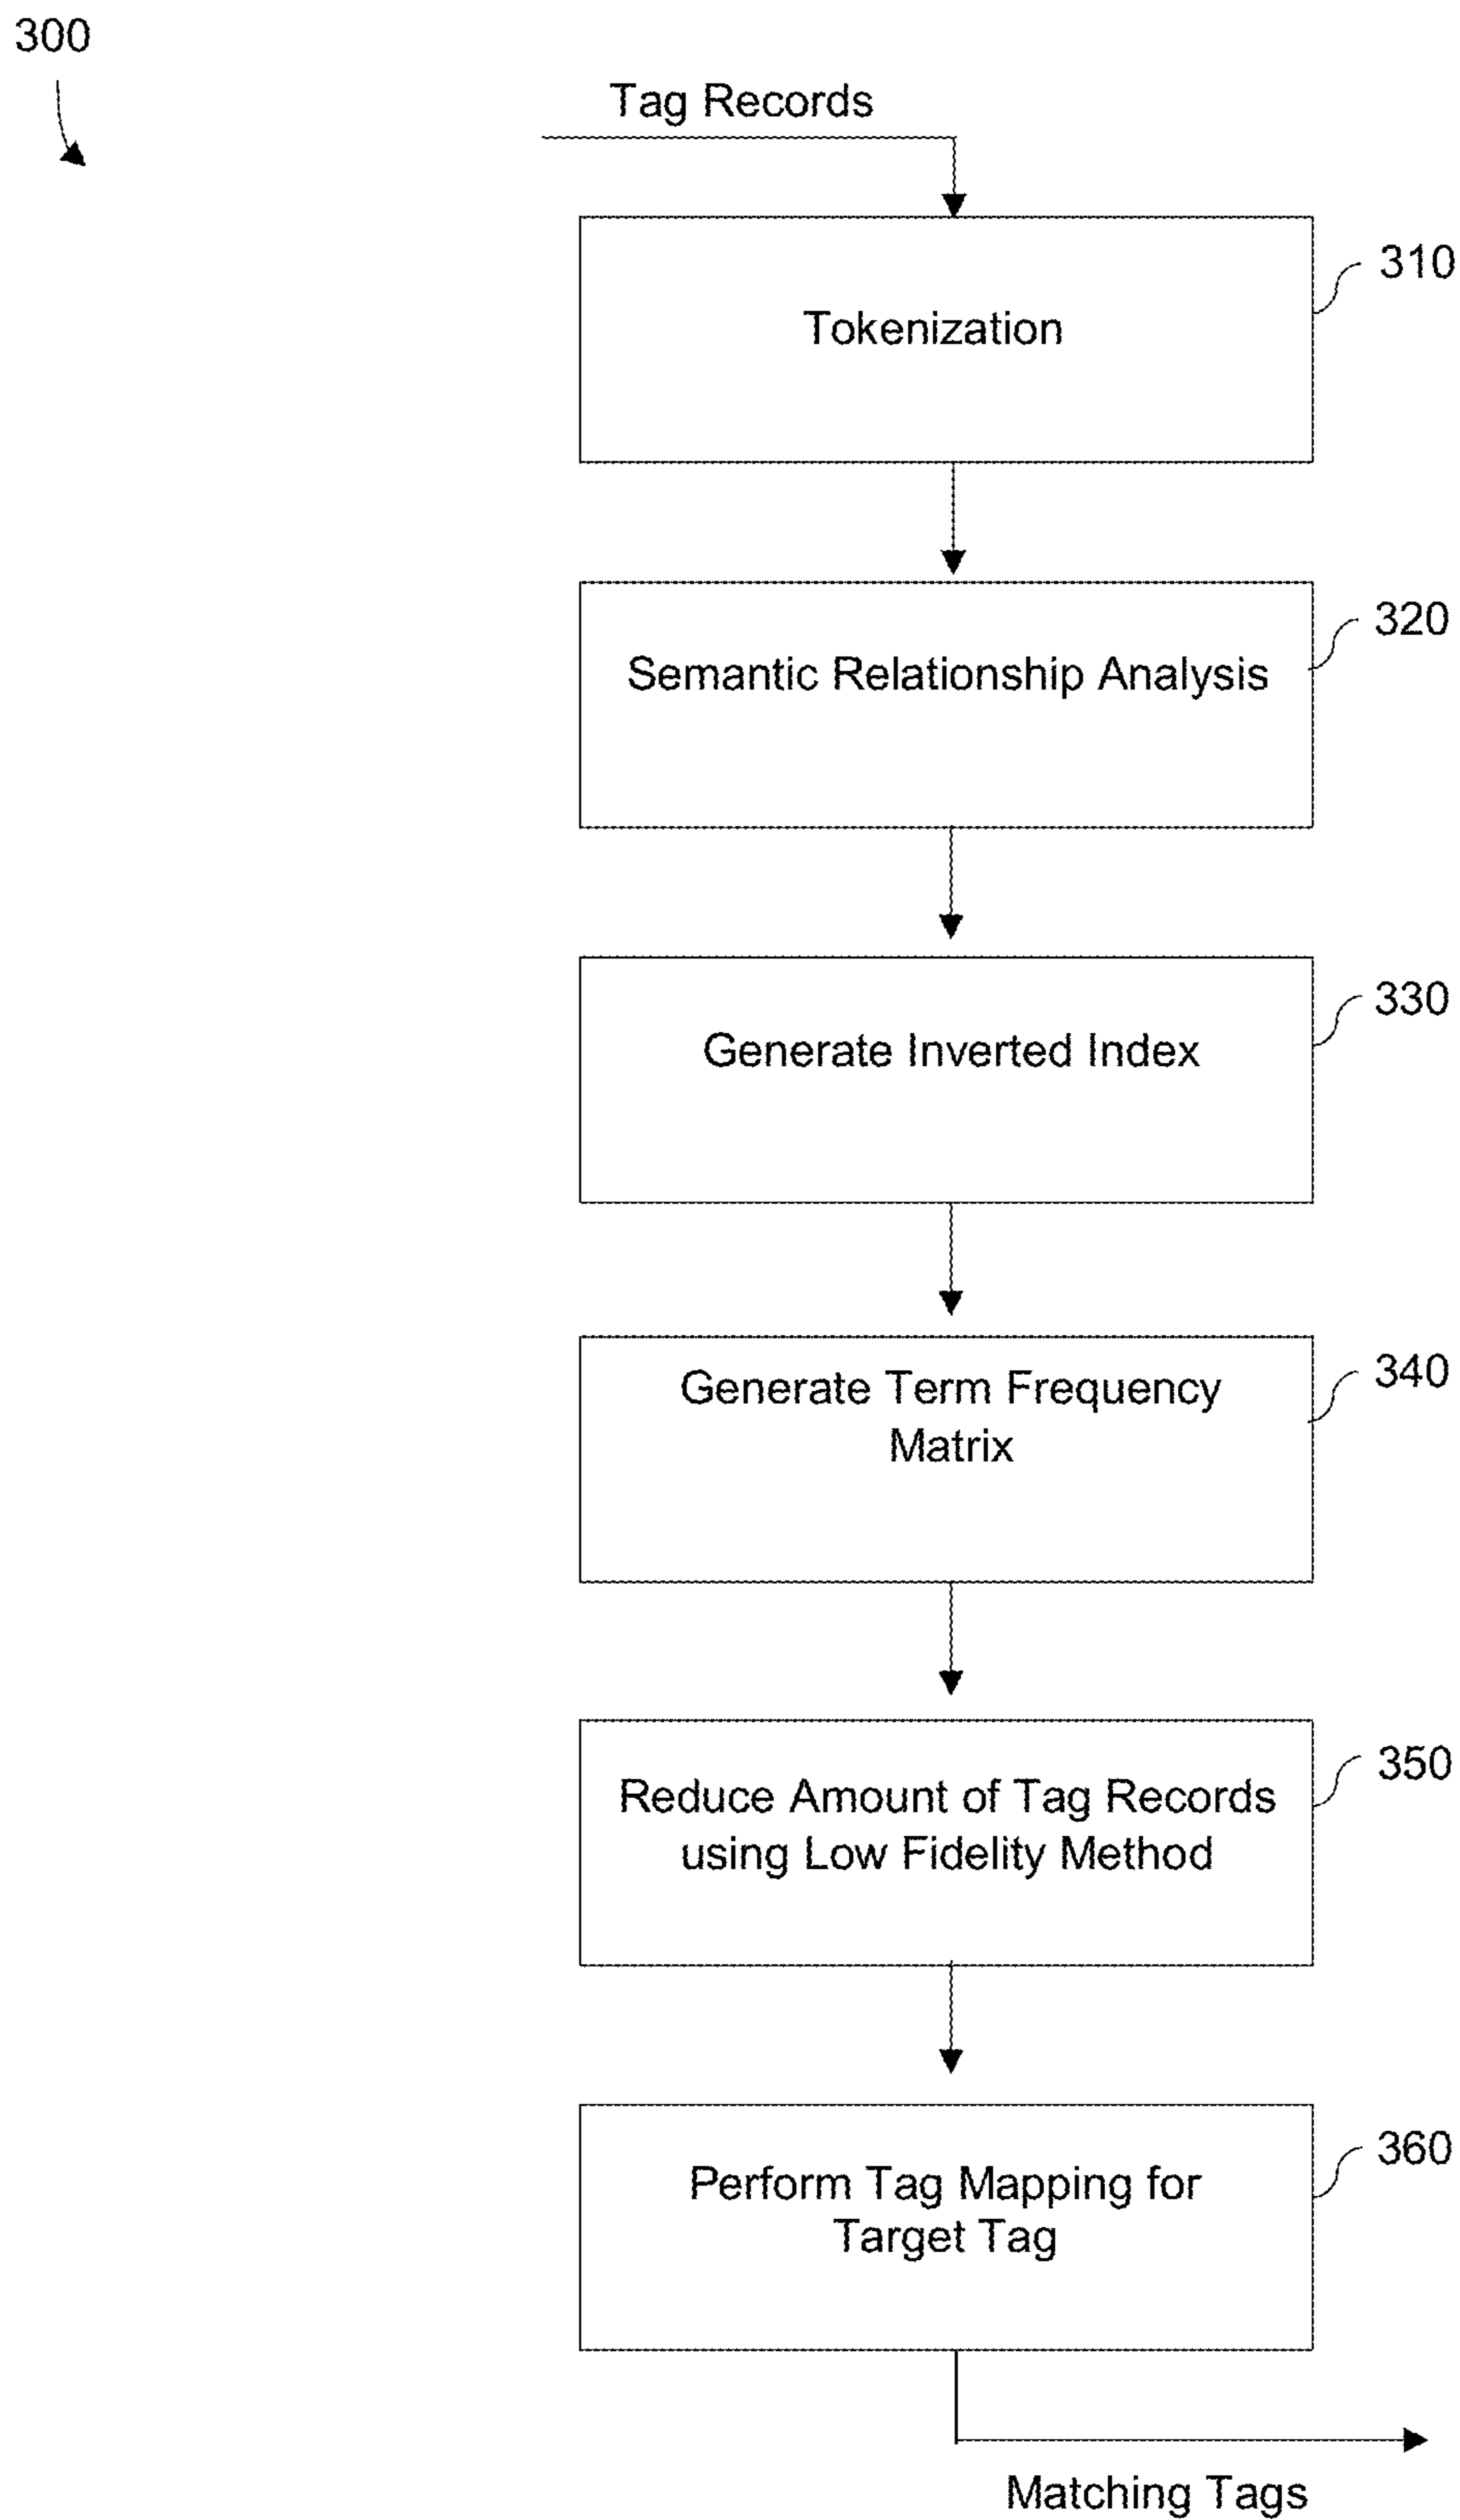 300
Tag Records
310
Tokenization
320
Semantic Relationship Analysis
330
Generate Inverted Index
340
Generate Term Frequency
Matrix
350
Reduce Amount of Tag Records
using Low Fidelity Method
360
Perform Tag Mapping for
Target Tag
Matching Tags